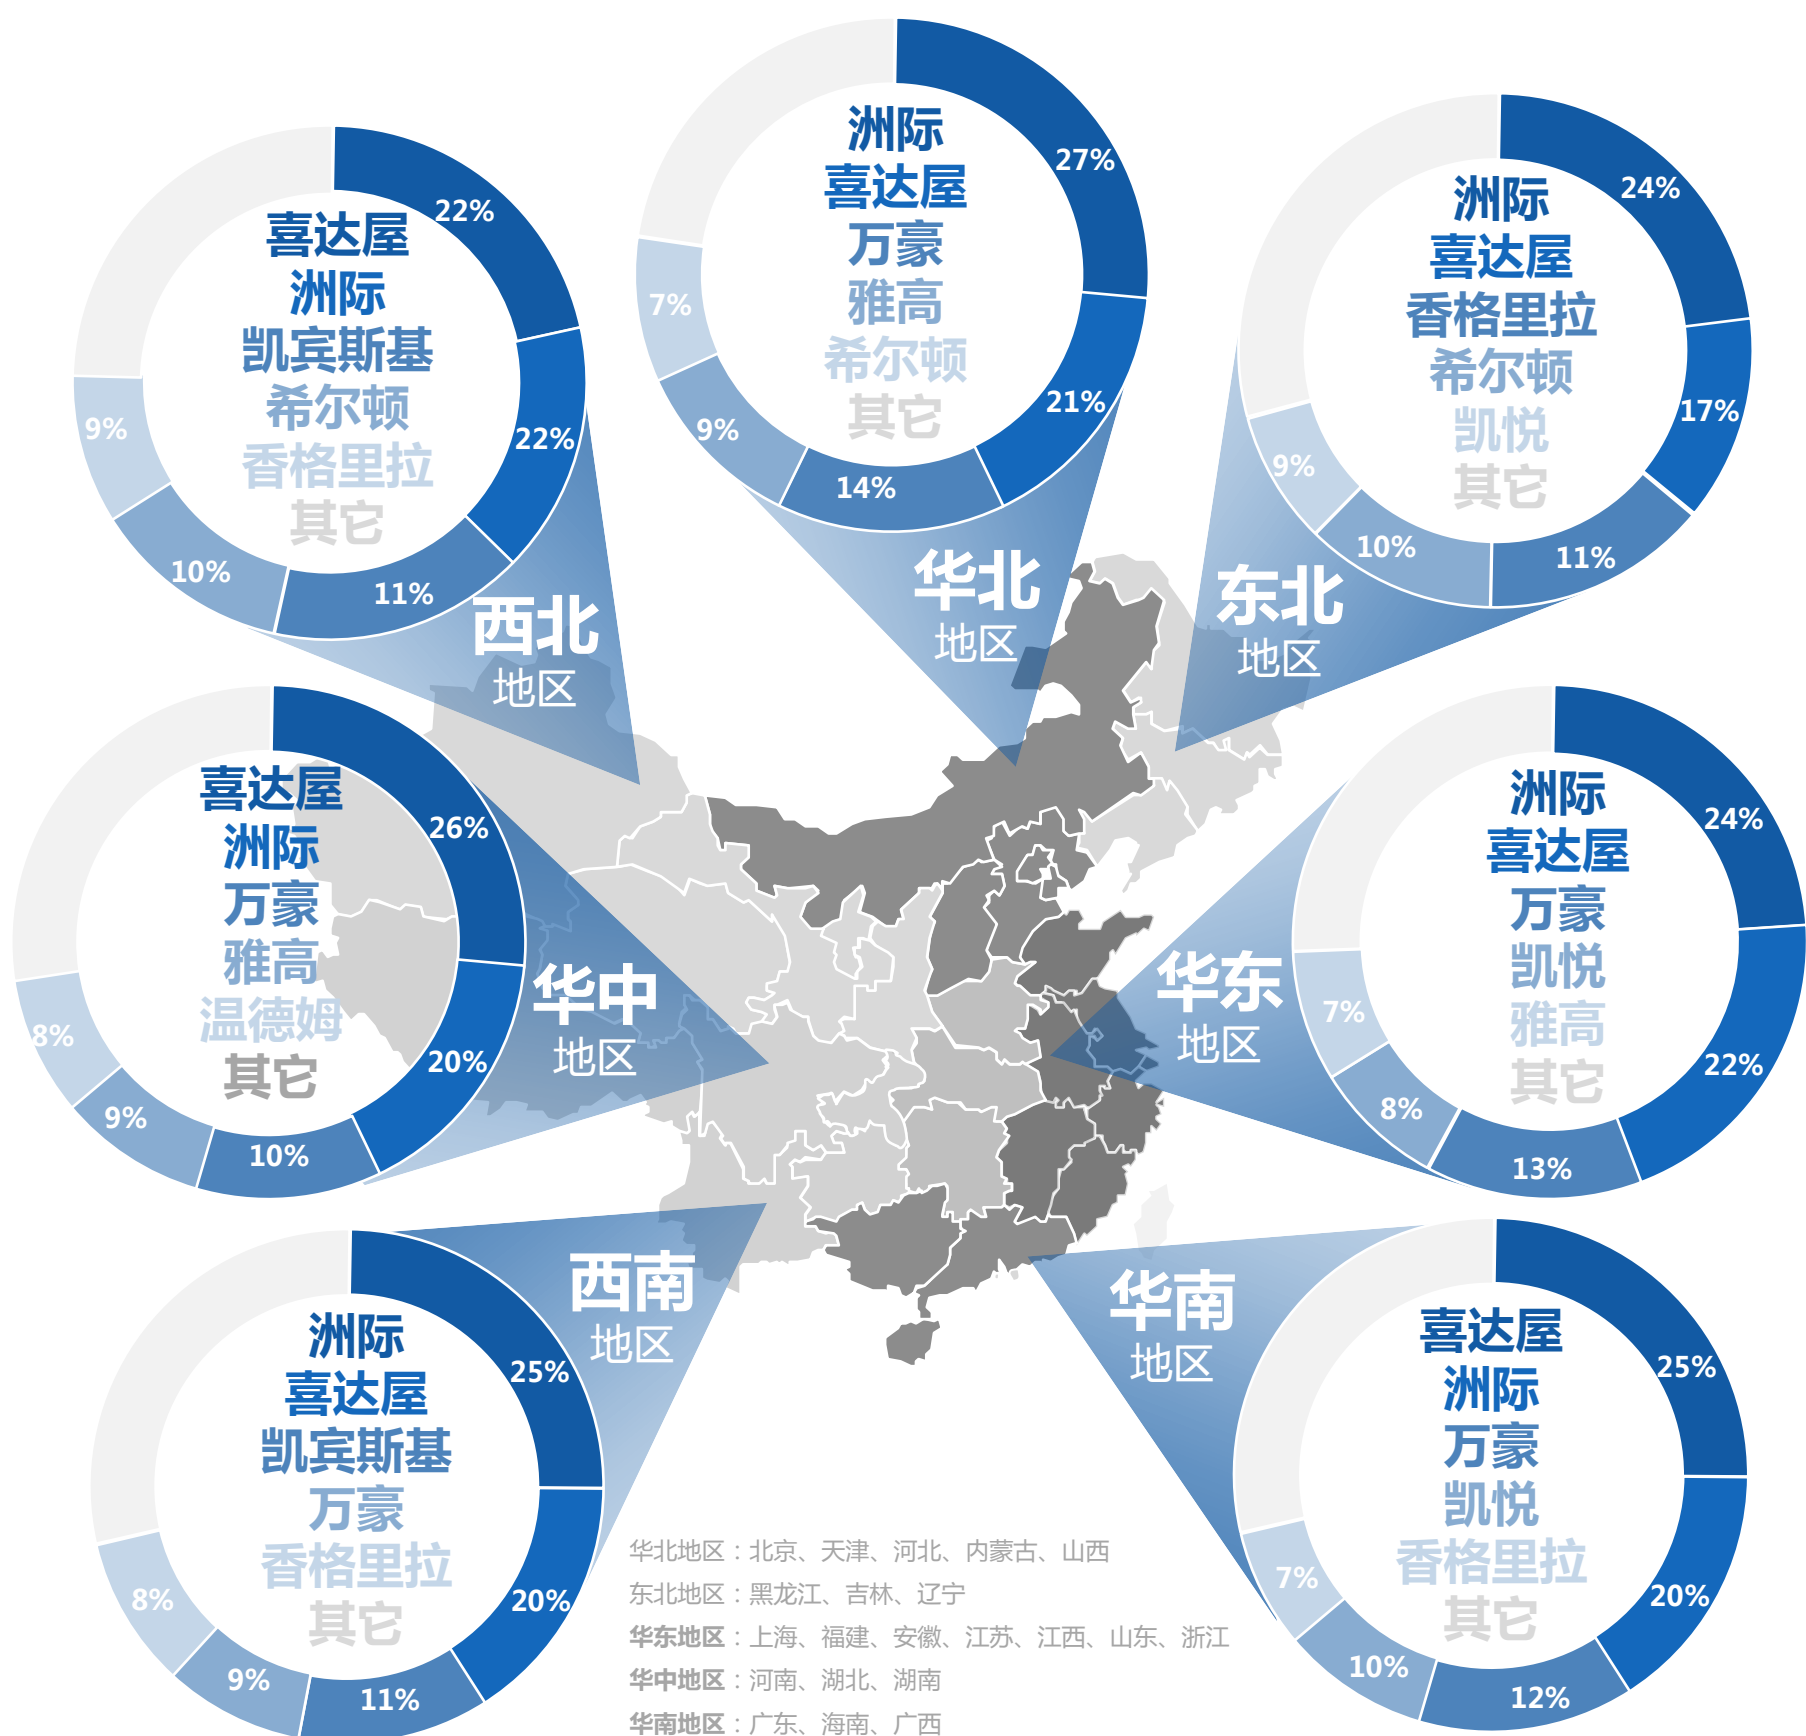 洲际
喜达屋
万豪
雅高
希尔顿
其它
27%
21%
14%
9%
7%
华北
地区
喜达屋
洲际
凯宾斯基
希尔顿
香格里拉
其它
22%
22%
11%
10%
9%
西北
地区
洲际
喜达屋
香格里拉
希尔顿
凯悦
其它
24%
17%
11%
10%
9%
东北
地区
喜达屋
洲际
万豪
雅高
温德姆
其它
26%
20%
10%
9%
8%
华中
地区
洲际
喜达屋
万豪
凯悦
雅高
其它
24%
22%
13%
8%
7%
华东
地区
洲际
喜达屋
凯宾斯基
万豪
香格里拉
其它
25%
20%
11%
9%
8%
西南
地区
喜达屋
洲际
万豪
凯悦
香格里拉
其它
25%
20%
12%
10%
7%
华南
地区
华北地区：北京、天津、河北、内蒙古、山西
东北地区：黑龙江、吉林、辽宁
华东地区：上海、福建、安徽、江苏、江西、山东、浙江
华中地区：河南、湖北、湖南
华南地区：广东、海南、广西